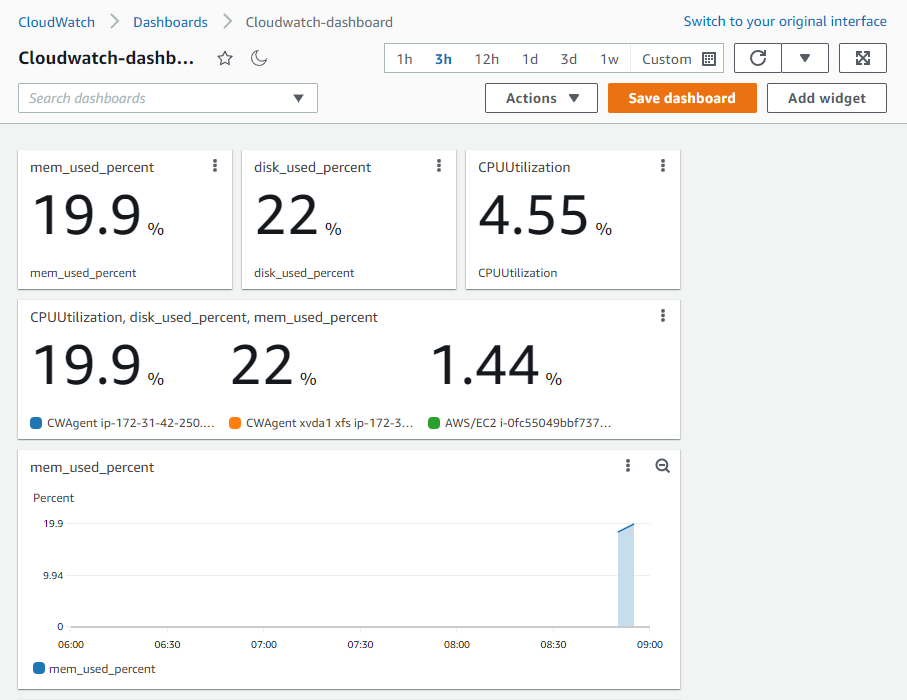 CloudWatch > Dashboards > Cloudwatch-dashboard
Switch to your original interface
Cloudwatch-dashb...
1h 3h 12h 1d 3d 1w Custom
Search dashboards
Actions
Save dashboard
Add widget
mem_used_percent
19.9 %
mem_used_percent
disk_used_percent
22 %
disk_used_percent
CPUUtilization
4.55 %
CPUUtilization
CPUUtilization, disk_used_percent, mem_used_percent
19.9 % 22 % 1.44 %
CWAgent ip-172-31-42-250.... CWAgent xvda1 xfs ip-172-3... AWS/EC2 i-0fc55049bbf737...
mem_used_percent
Percent
19.9
9.94
0
06:00 06:30 07:00 07:30 08:00 08:30 09:00
mem_used_percent